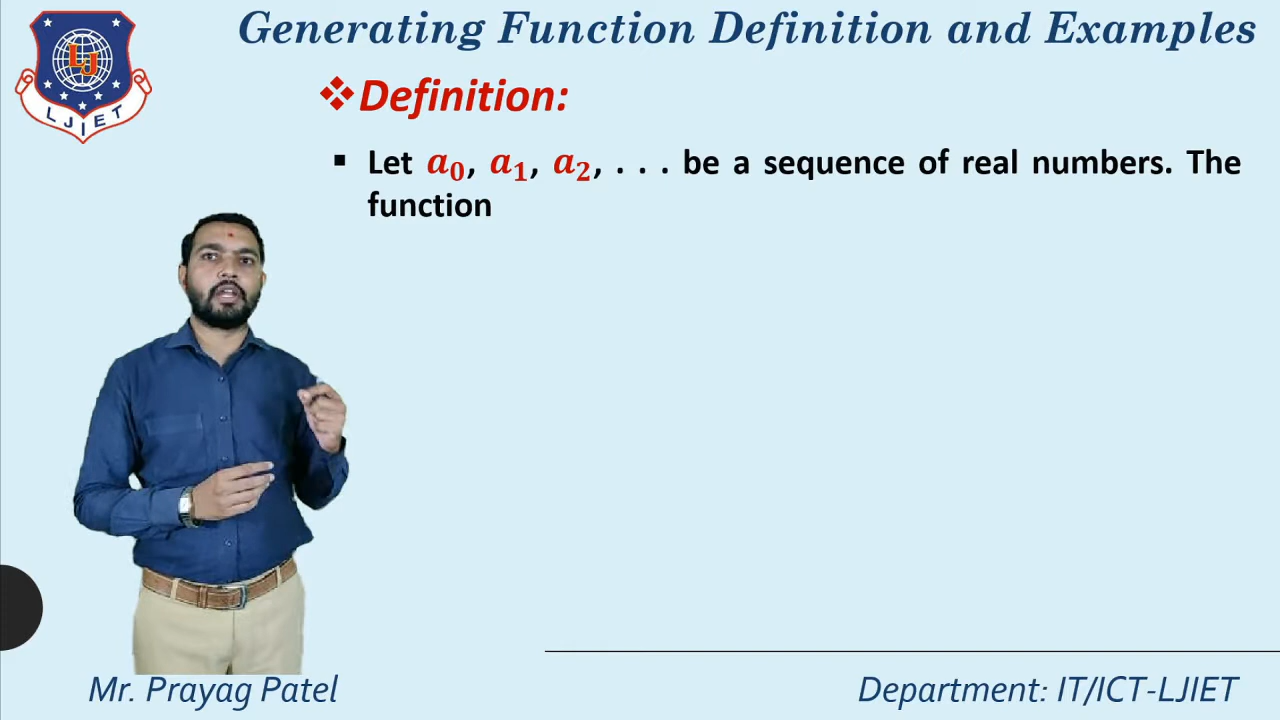 Generating Function Definition and Examples
LJ
LJIET
❖Definition:
▪ Let a₀, a₁, a₂, . . . be a sequence of real numbers. The
function
Mr. Prayag Patel
Department: IT/ICT-LJIET